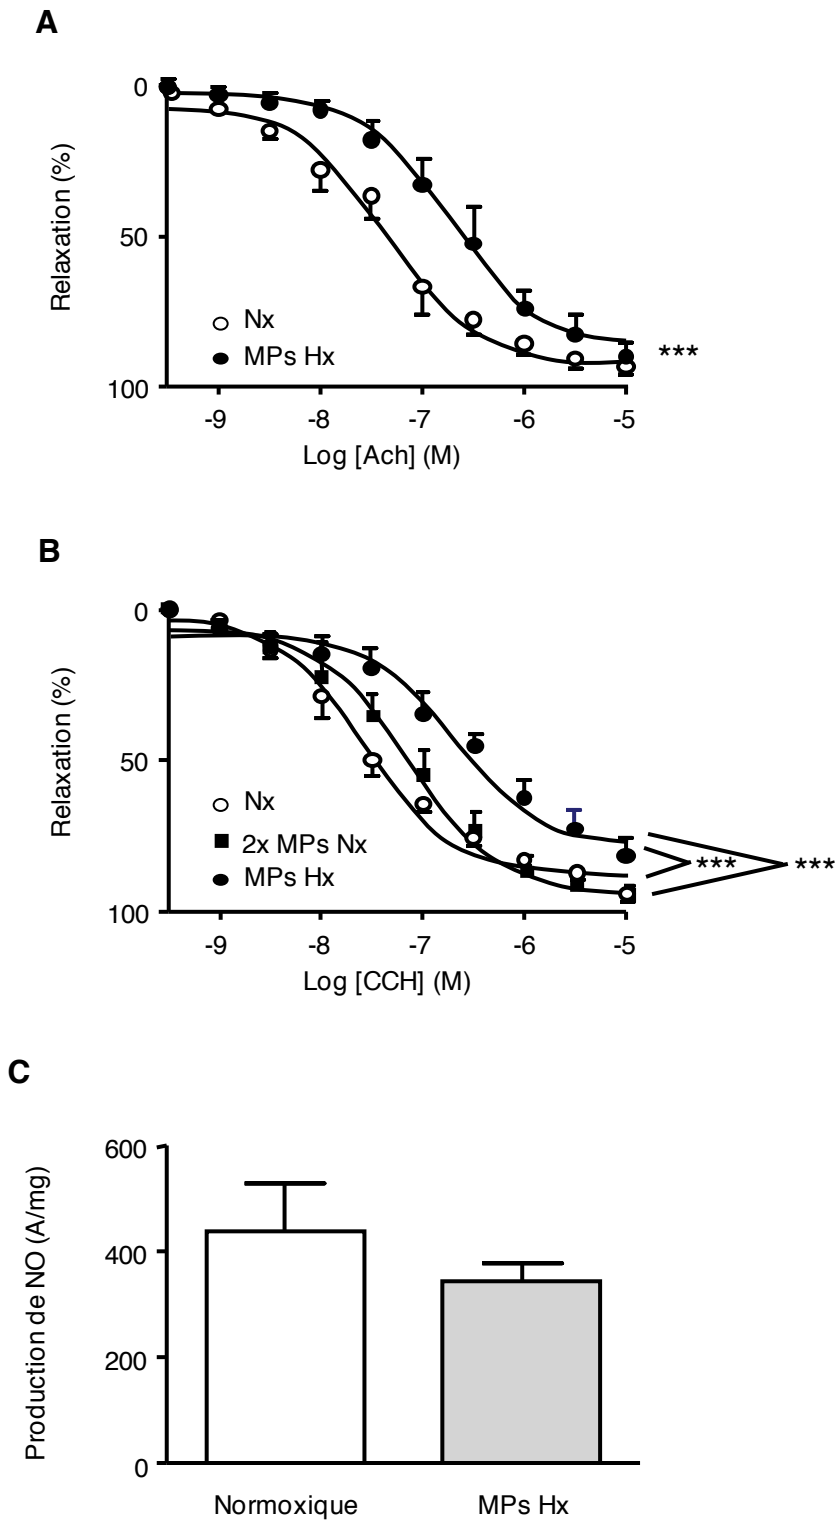 A
0
50
100
Relaxation (%)
Nx
MPs Hx
***
-9 -8 -7 -6 -5
Log [Ach] (M)
B
0
50
100
Relaxation (%)
Nx
2x MPs Nx
MPs Hx
*** ***
-9 -8 -7 -6 -5
Log [CCH] (M)
C
600
400
200
0
Production de NO (A/mg)
Normoxique MPs Hx